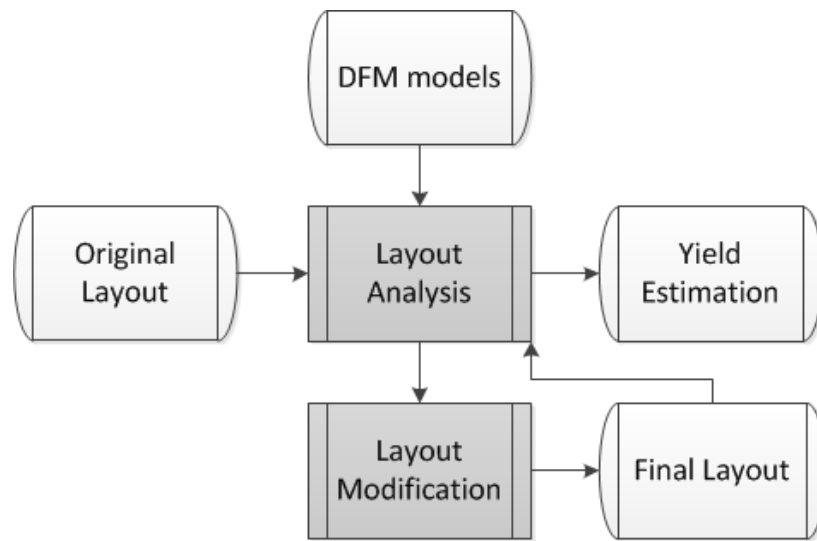 DFM models
Original
Layout
Layout
Analysis
Yield
Estimation
Layout
Modification
Final Layout